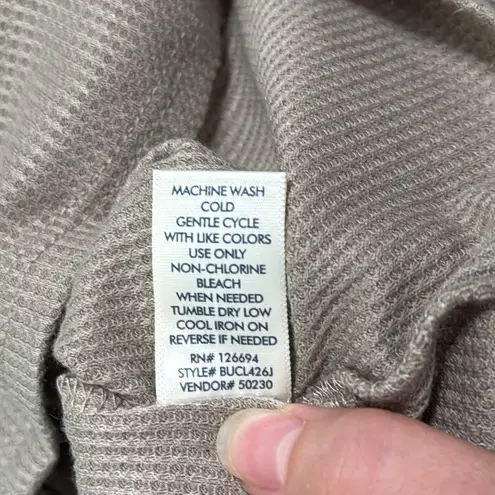 MACHINE WASH
COLD
GENTLE CYCLE
WITH LIKE COLORS
USE ONLY
NON-CHLORINE
BLEACH
WHEN NEEDED
TUMBLE DRY LOW
COOL IRON ON
REVERSE IF NEEDED
RN# 126694
STYLE# BUCL426J
VENDOR# 50230